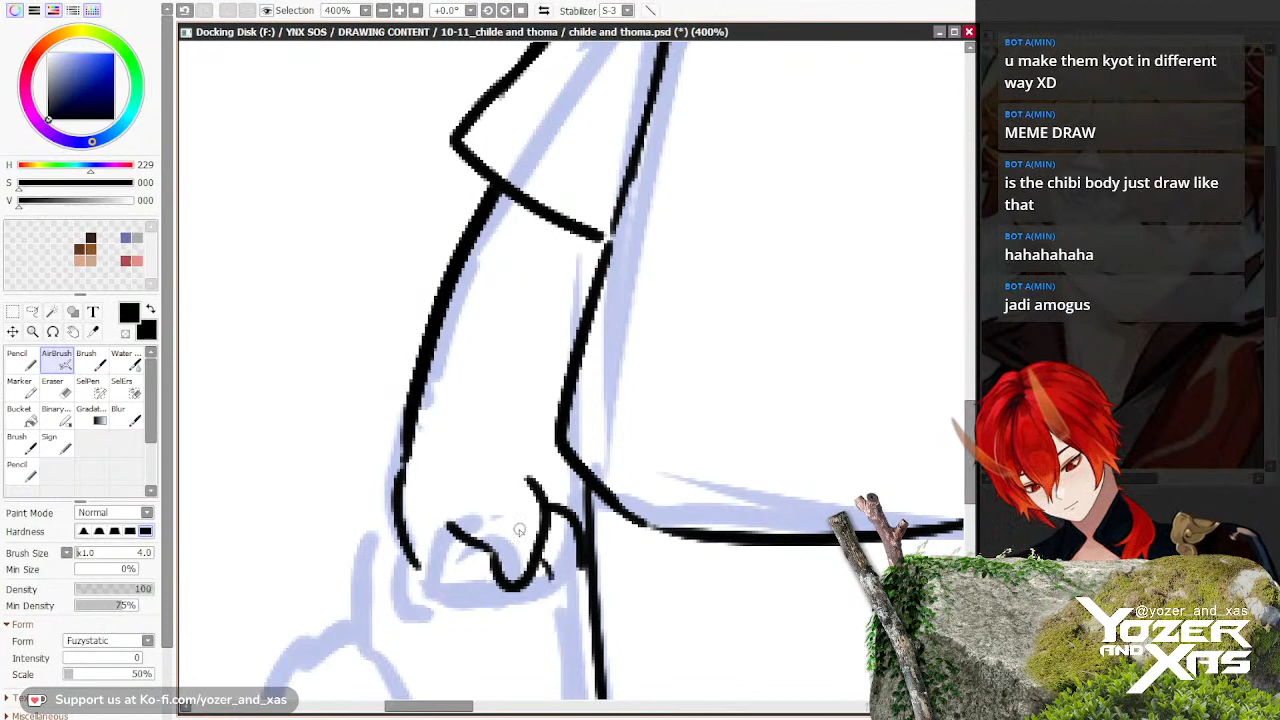 Selection 400% +0.0° Stabilizer S-3
Docking Disk (F:) / YNX SOS / DRAWING CONTENT / 10-11_childe and thoma / childe and thoma.psd (*) (400%)
H 229
S 000
V 000
T
Pencil AirBrush Brush Water ...
Marker Eraser SelPen SelErs
Bucket Binary... Gradat... Blur
Brush Sign
Pencil
Paint Mode Normal
Hardness
Brush Size x1.0 4.0
Min Size 0%
Density 100
Min Density 75%
Form
Form Fuzystatic
Intensity 0
Scale 50%
Miscellaneous
Support us at Ko-fi.com/yozer_and_xas
BOT A(MIN)
u make them kyot in different
way XD
BOT A(MIN)
MEME DRAW
BOT A(MIN)
is the chibi body just draw like
that
BOT A(MIN)
hahahahaha
BOT A(MIN)
jadi amogus
@yozer_and_xas
YOZER
AND XAS